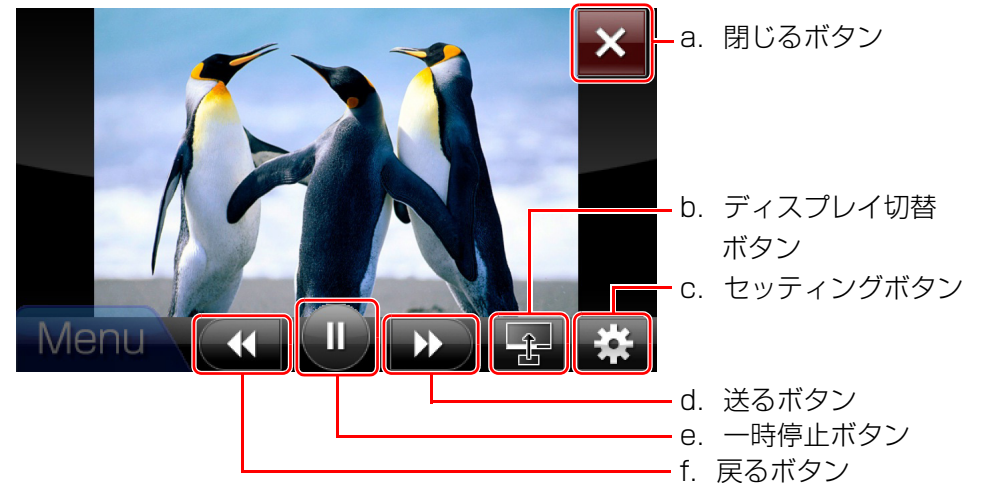 a. 閉じるボタン
b. ディスプレイ切替
ボタン
c. セッティングボタン
Menu
d. 送るボタン
e. 一時停止ボタン
f. 戻るボタン